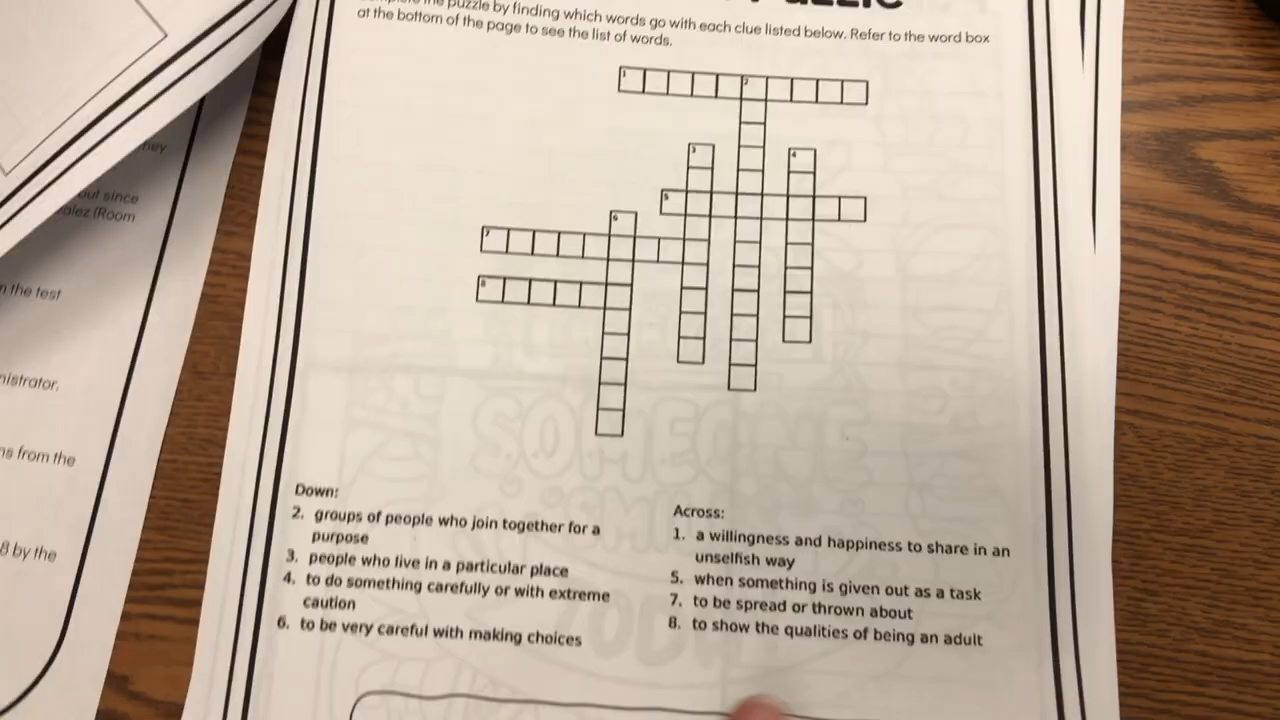 the puzzle by finding which words go with each clue listed below. Refer to the word box
at the bottom of the page to see the list of words.
1
2
3
4
5
6
7
8
Down:
2. groups of people who join together for a
purpose
3. people who live in a particular place
4. to do something carefully or with extreme
caution
6. to be very careful with making choices
Across:
1. a willingness and happiness to share in an
unselfish way
5. when something is given out as a task
7. to be spread or thrown about
8. to show the qualities of being an adult
out since
(Room
the test
from the
8 by the
SOMEONE
SMILE
TODAY